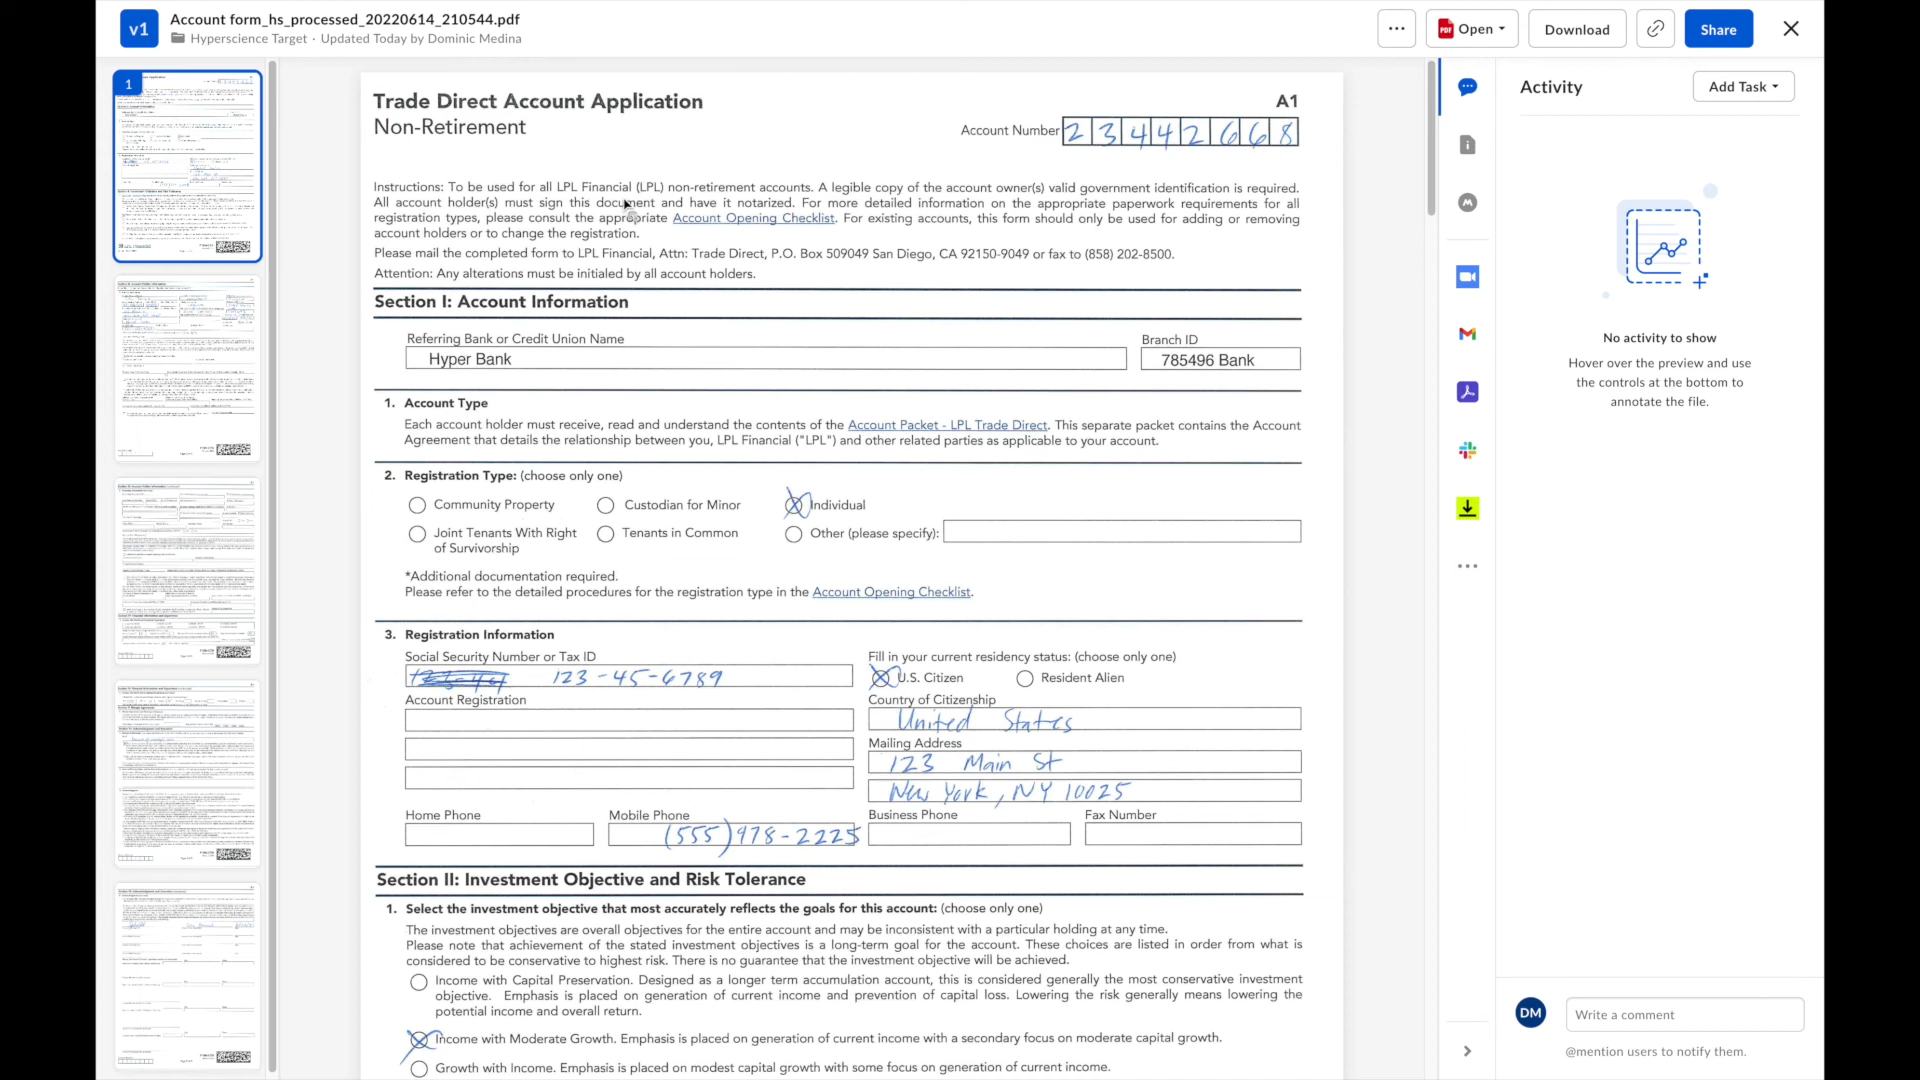 v1
Account form_hs_processed_20220614_210544.pdf
Hyperscience Target · Updated Today by Dominic Medina
Open
Download
Share
1
Trade Direct Account Application
A1
Non-Retirement
Account Number 23442668
Instructions: To be used for all LPL Financial (LPL) non-retirement accounts. A legible copy of the account owner(s) valid government identification is required.
All account holder(s) must sign this document and have it notarized. For more detailed information on the appropriate paperwork requirements for all
registration types, please consult the appropriate Account Opening Checklist. For existing accounts, this form should only be used for adding or removing
account holders or to change the registration.
Please mail the completed form to LPL Financial, Attn: Trade Direct, P.O. Box 509049 San Diego, CA 92150-9049 or fax to (858) 202-8500.
Attention: Any alterations must be initialed by all account holders.
Section I: Account Information
Referring Bank or Credit Union Name
Branch ID
Hyper Bank
785496 Bank
1. Account Type
Each account holder must receive, read and understand the contents of the Account Packet - LPL Trade Direct. This separate packet contains the Account
Agreement that details the relationship between you, LPL Financial ("LPL") and other related parties as applicable to your account.
2. Registration Type: (choose only one)
Community Property
Custodian for Minor
Individual
Joint Tenants With Right
of Survivorship
Tenants in Common
Other (please specify):
*Additional documentation required.
Please refer to the detailed procedures for the registration type in the Account Opening Checklist.
3. Registration Information
Social Security Number or Tax ID
123-45-6789
Account Registration
Home Phone
Mobile Phone
(555)978-2225
Fill in your current residency status: (choose only one)
U.S. Citizen
Resident Alien
Country of Citizenship
United States
Mailing Address
123 Main St
New York, NY 10025
Business Phone
Fax Number
Section II: Investment Objective and Risk Tolerance
1. Select the investment objective that most accurately reflects the goals for this account: (choose only one)
The investment objectives are overall objectives for the entire account and may be inconsistent with a particular holding at any time.
Please note that achievement of the stated investment objectives is a long-term goal for the account. These choices are listed in order from what is
considered to be conservative to highest risk. There is no guarantee that the investment objective will be achieved.
Income with Capital Preservation. Designed as a longer term accumulation account, this is considered generally the most conservative investment
objective. Emphasis is placed on generation of current income and prevention of capital loss. Lowering the risk generally means lowering the
potential income and overall return.
Income with Moderate Growth. Emphasis is placed on generation of current income with a secondary focus on moderate capital growth.
Growth with Income. Emphasis is placed on modest capital growth with some focus on generation of current income.
Activity
Add Task
No activity to show
Hover over the preview and use
the controls at the bottom to
annotate the file.
DM
Write a comment
@mention users to notify them.